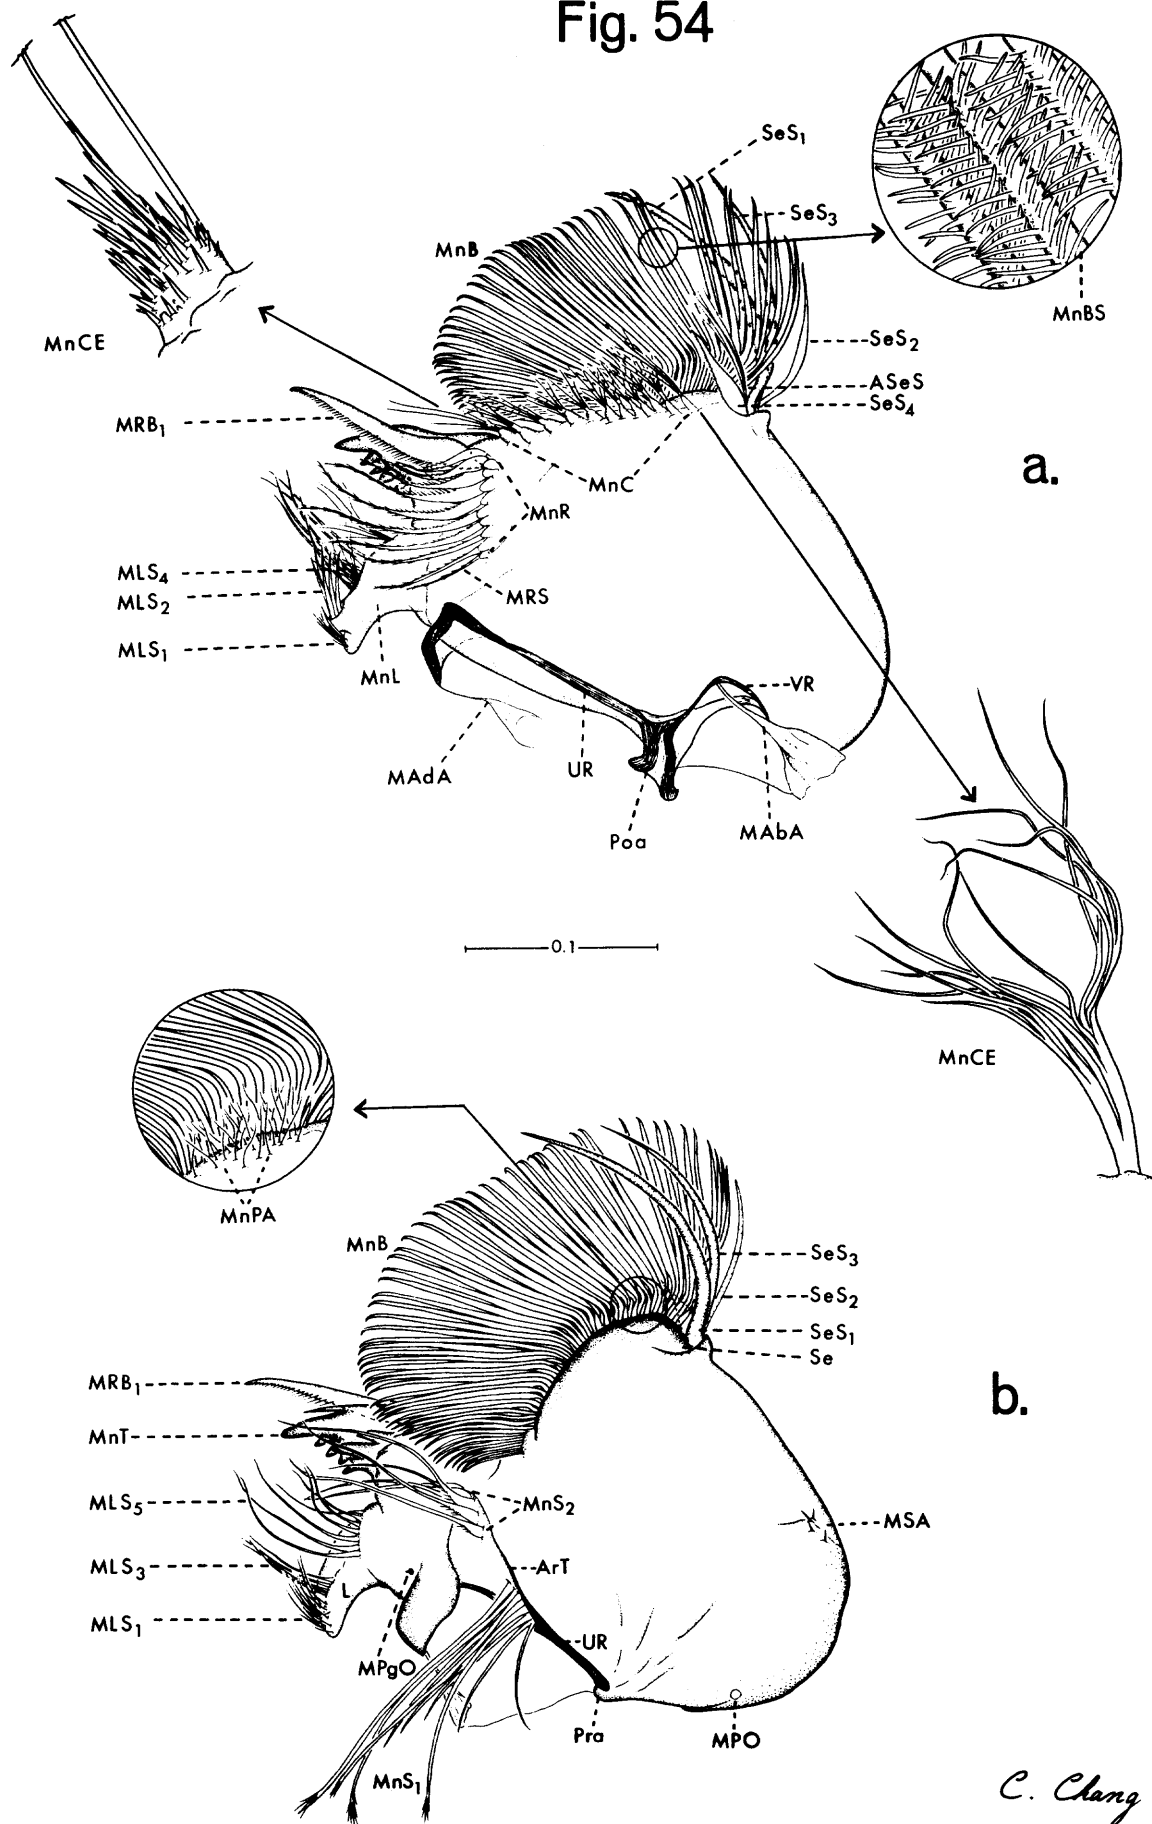 Fig. 54
SeS1
SeS3
MnB
MnBS
MnCE
SeS2
ASeS
SeS4
MRB1
a.
MnC
MnR
MLS4
MLS2
MRS
MLS1
MnL
VR
MAdA
UR
Poa
MAbA
0.1
MnCE
MnPA
MnB
SeS3
SeS2
SeS1
Se
MRB1
b.
MnT
MLS5
MnS2
MSA
MLS3
ArT
L
MLS1
UR
MPgO
Pra
MPO
MnS1
C. Chang